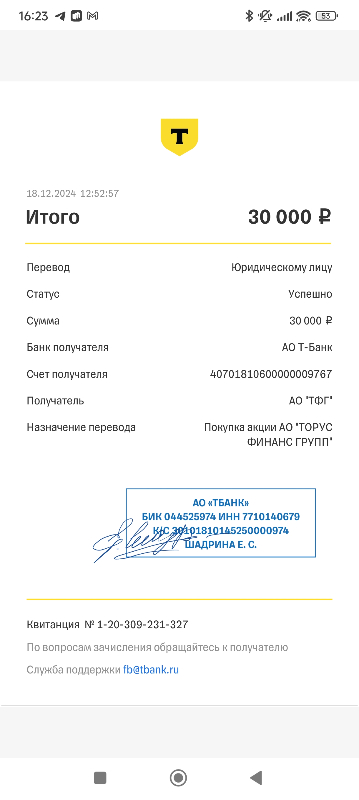 16:23
53
Т
18.12.2024 12:52:57
Итого 30 000 ₽
Перевод Юридическому лицу
Статус Успешно
Сумма 30 000 ₽
Банк получателя АО Т-Банк
Счет получателя 40701810600000009767
Получатель АО "ТФГ"
Назначение перевода Покупка акции АО "ТОРУС
ФИНАНС ГРУПП"
АО «ТБАНК»
БИК 044525974 ИНН 7710140679
К/С 30101810145250000974
ШАДРИНА Е. С.
Квитанция № 1-20-309-231-327
По вопросам зачисления обращайтесь к получателю
Служба поддержки fb@tbank.ru